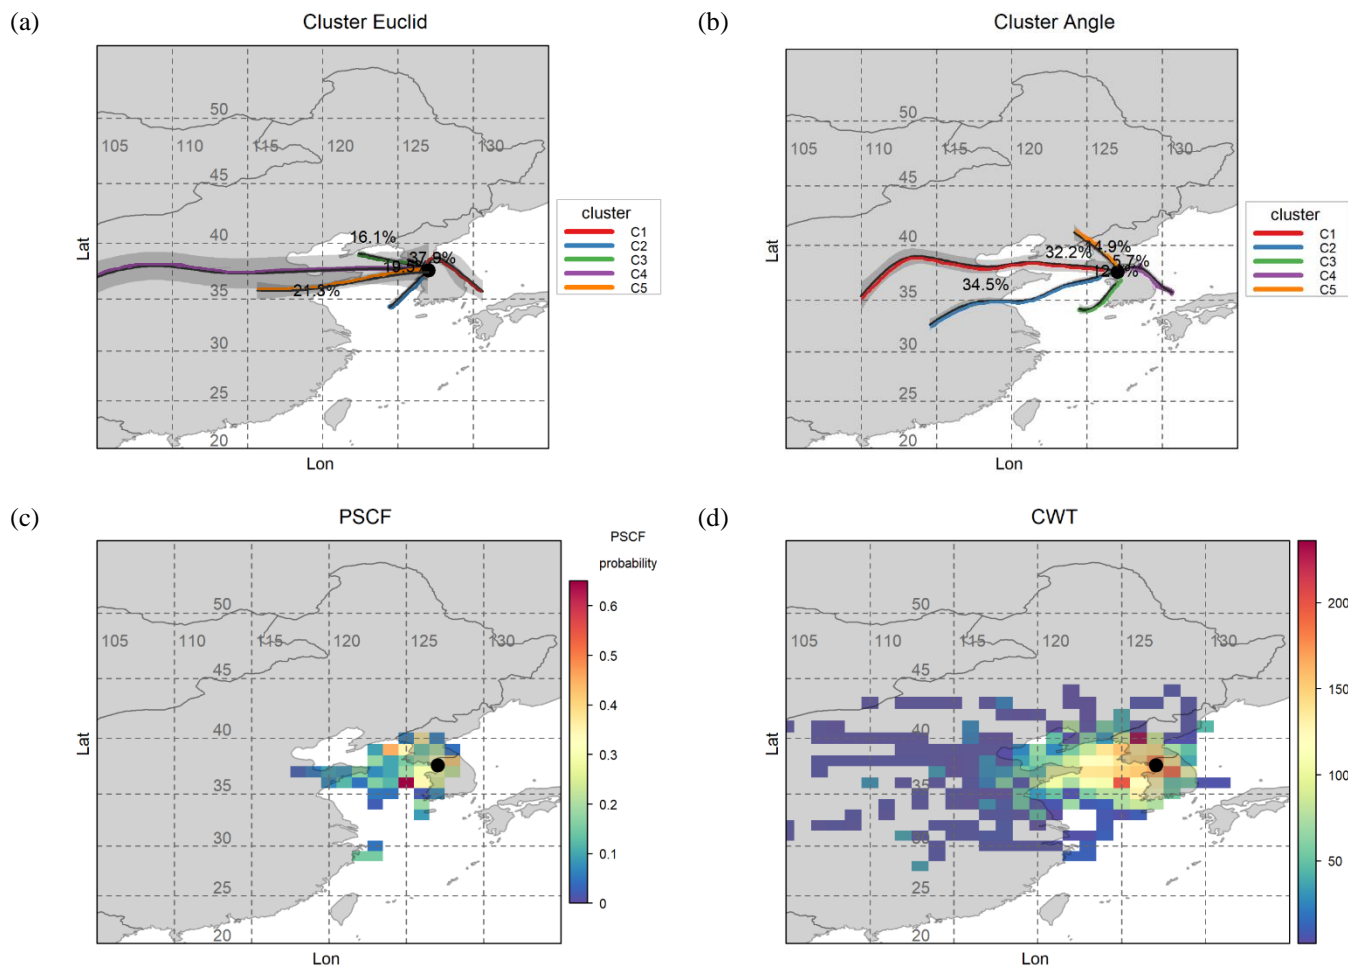 (a)
Cluster Euclid
50
105 110 115 120 125 130
45
40
35
30
25
20
16.1%
37.9%
21.3%
Lat
Lon
cluster
C1
C2
C3
C4
C5
(b)
Cluster Angle
50
105 110 115 120 125 130
45
40
35
30
25
20
32.2%
14.9%
5.7%
34.5%
Lat
Lon
cluster
C1
C2
C3
C4
C5
(c)
PSCF
50
105 110 115 120 125 130
45
40
35
30
25
20
Lat
Lon
PSCF
probability
0.6
0.5
0.4
0.3
0.2
0.1
0
(d)
CWT
50
105 110 115 120 125 130
45
40
35
30
25
20
Lat
Lon
200
150
100
50